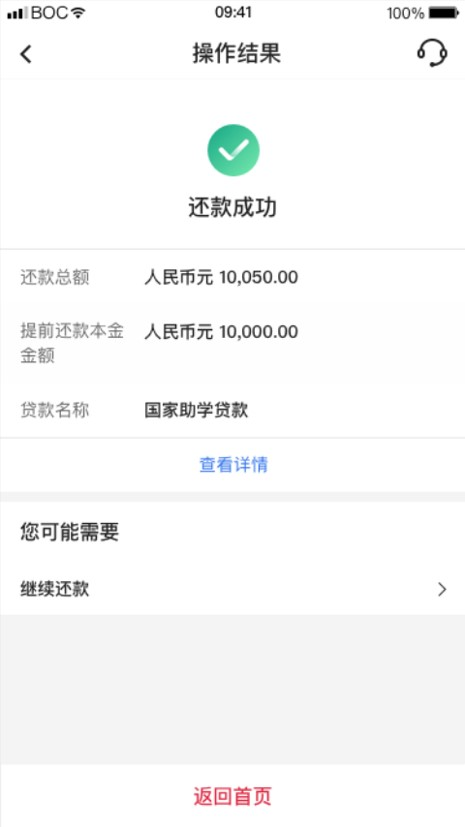 BOC 09:41 100%
操作结果
还款成功
还款总额 人民币元 10,050.00
提前还款本金 人民币元 10,000.00
金额
贷款名称 国家助学贷款
查看详情
您可能需要
继续还款
返回首页